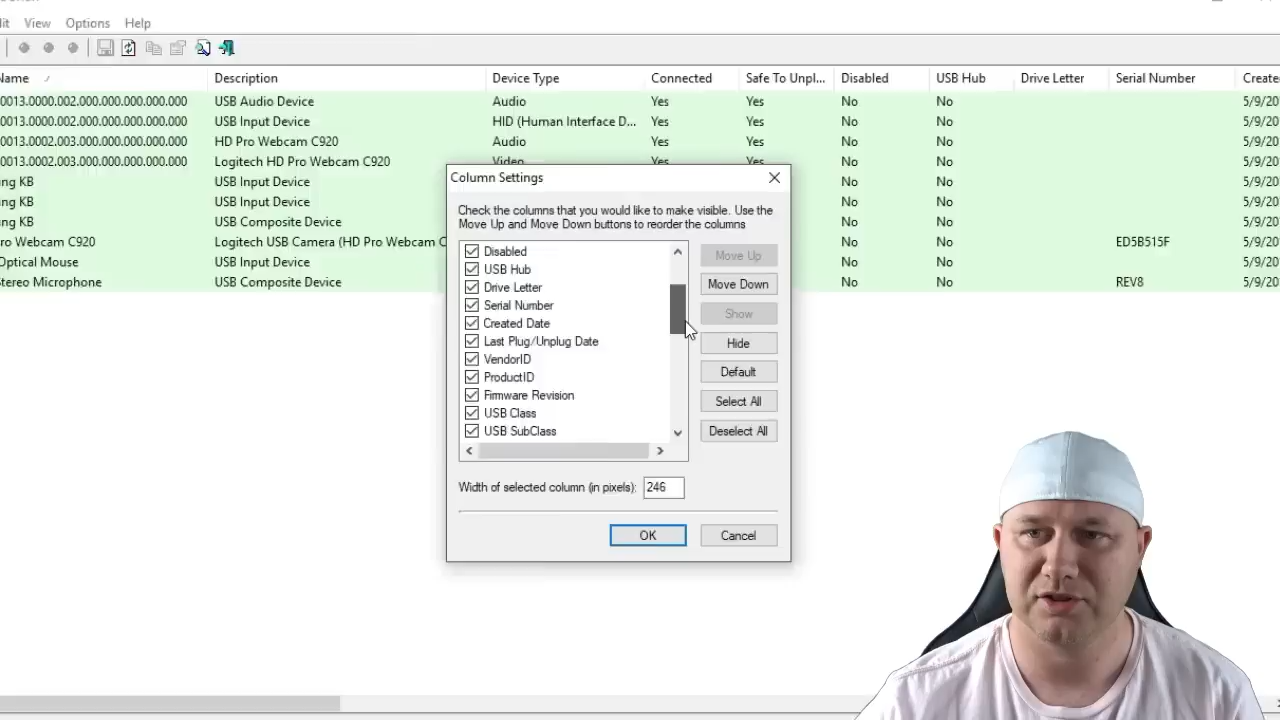 View Options Help
Name Description Device Type Connected Safe To Unpl... Disabled USB Hub Drive Letter Serial Number
0013.0000.002.000.000.000.000.000 USB Audio Device Audio Yes Yes No No 5/9/20
0013.0000.002.000.000.000.000.000 USB Input Device HID (Human Interface D... Yes Yes No No 5/9/20
0013.0002.003.000.000.000.000.000 HD Pro Webcam C920 Audio Yes Yes No No 5/9/20
0013.0002.003.000.000.000.000.000 Logitech HD Pro Webcam C920 Video Yes Yes No No 5/9/20
ng KB USB Input Device No No 5/9/20
ng KB USB Input Device No No 5/9/20
ng KB USB Composite Device No No 5/9/20
ro Webcam C920 Logitech USB Camera (HD Pro Webcam C No No ED5B515F 5/9/20
Optical Mouse USB Input Device No No 5/9/20
Stereo Microphone USB Composite Device No No REV8 5/9/20
Column Settings
Check the columns that you would like to make visible. Use the
Move Up and Move Down buttons to reorder the columns
Disabled
USB Hub
Drive Letter
Serial Number
Created Date
Last Plug/Unplug Date
VendorID
ProductID
Firmware Revision
USB Class
USB SubClass
Move Up
Move Down
Show
Hide
Default
Select All
Deselect All
Width of selected column (in pixels): 246
OK Cancel